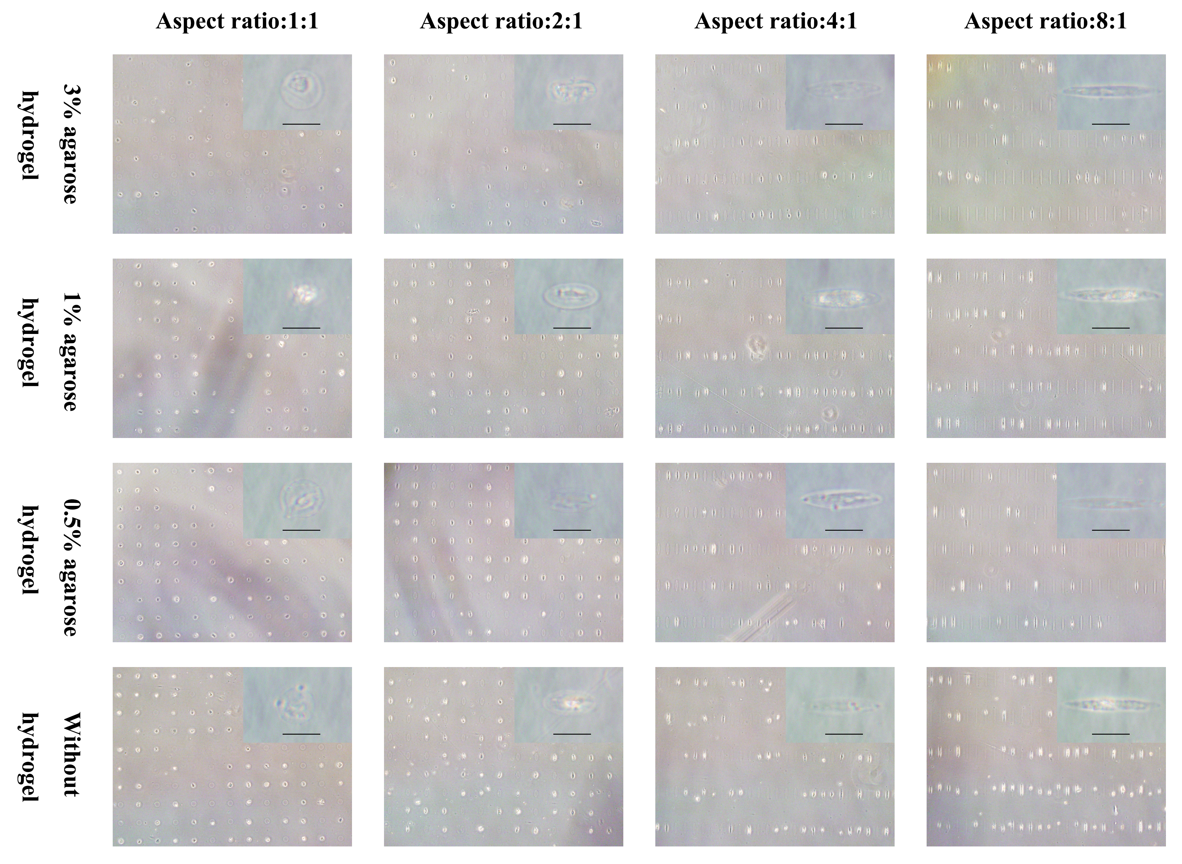 Aspect ratio:1:1
Aspect ratio:2:1
Aspect ratio:4:1
Aspect ratio:8:1
3% agarose
hydrogel
1% agarose
hydrogel
0.5% agarose
hydrogel
Without
hydrogel